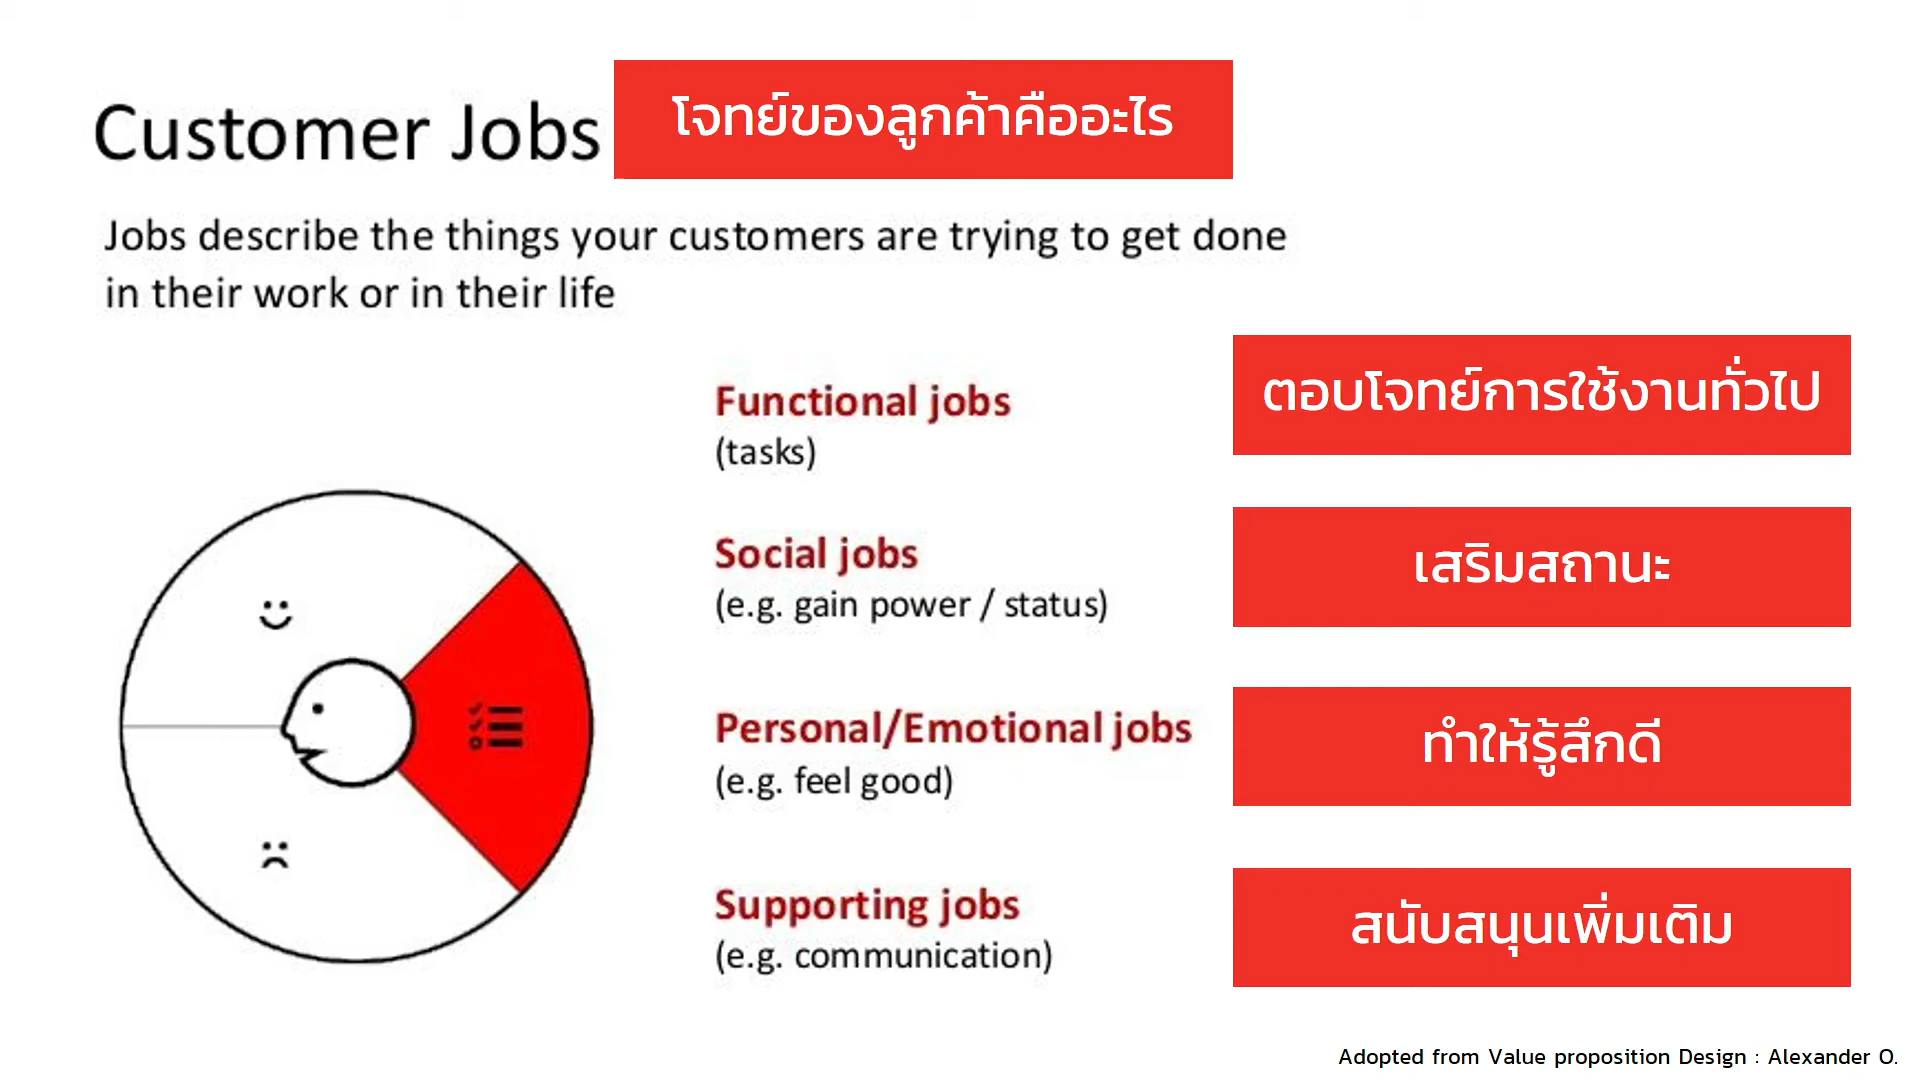 Customer Jobs
โจทย์ของลูกค้าคืออะไร
Jobs describe the things your customers are trying to get done
in their work or in their life
Functional jobs
(tasks)
ตอบโจทย์การใช้งานทั่วไป
Social jobs
(e.g. gain power / status)
เสริมสถานะ
Personal/Emotional jobs
(e.g. feel good)
ทำให้รู้สึกดี
Supporting jobs
(e.g. communication)
สนับสนุนเพิ่มเติม
Adopted from Value proposition Design : Alexander O.